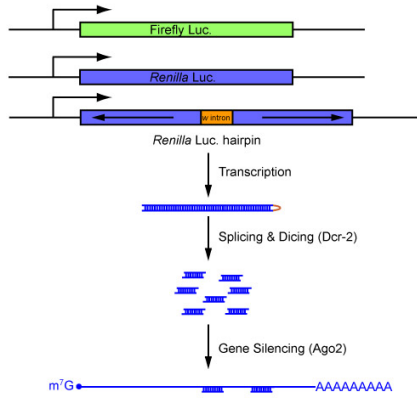 Firefly Luc.
Renilla Luc.
w intron
Renilla Luc. hairpin
Transcription
Splicing & Dicing (Dcr-2)
Gene Silencing (Ago2)
m⁷G AAAAAAAAA